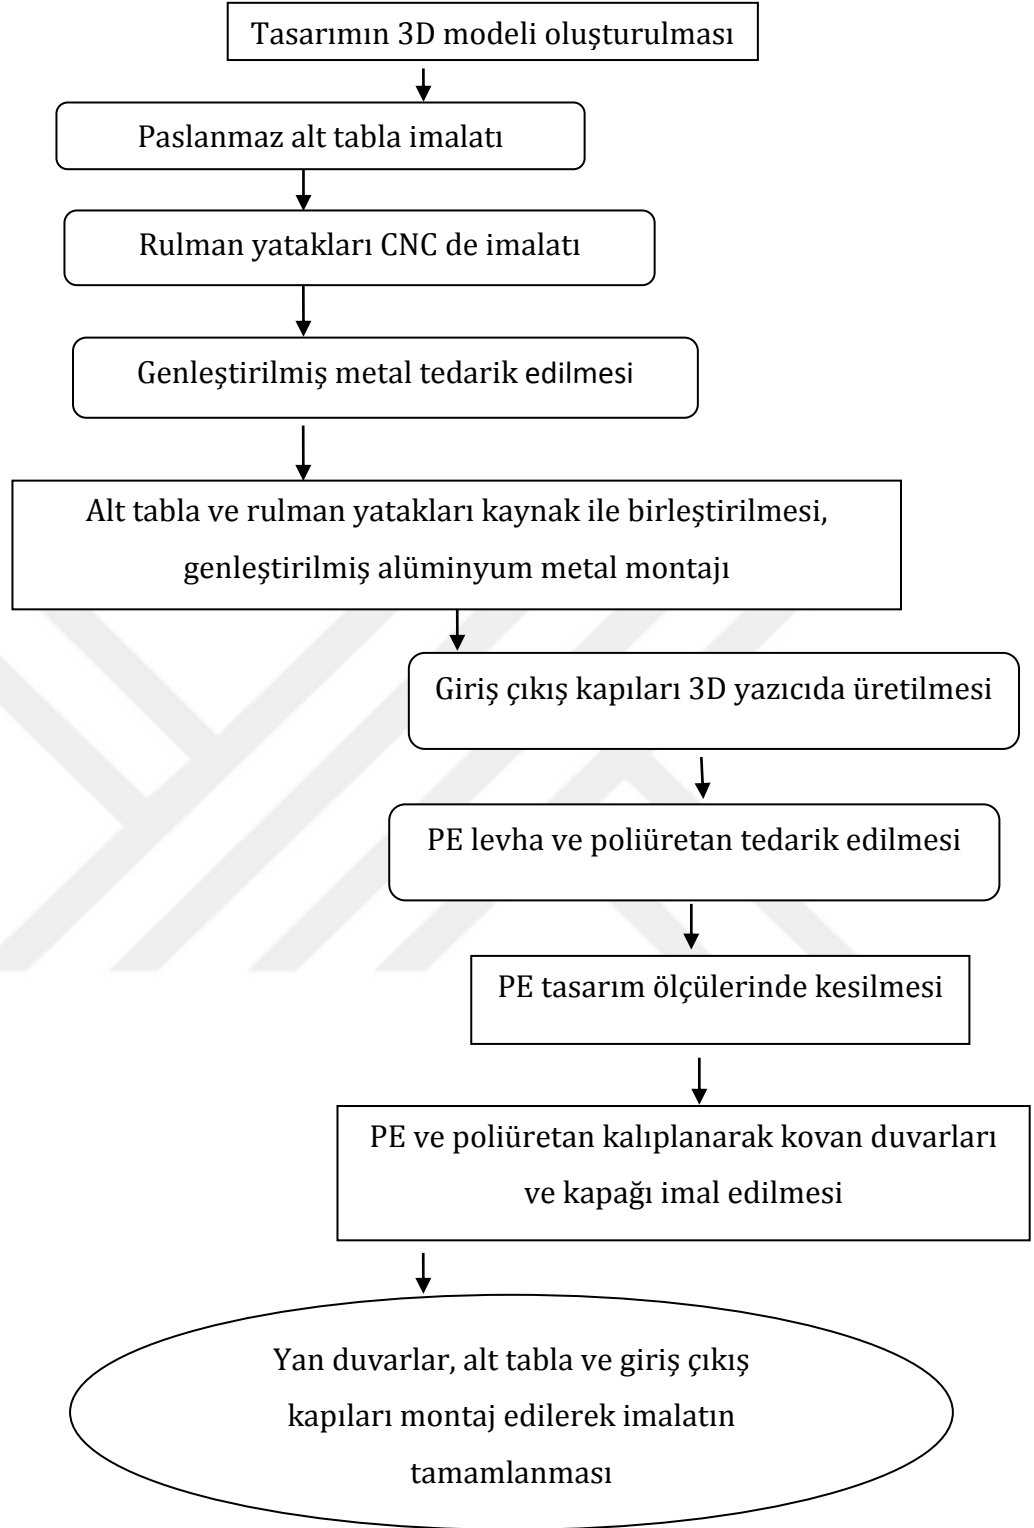 Tasarımın 3D modeli oluşturulması
Paslanmaz alt tabla imalatı
Rulman yatakları CNC de imalatı
Genleştirilmiş metal tedarik edilmesi
Alt tabla ve rulman yatakları kaynak ile birleştirilmesi,
genleştirilmiş alüminyum metal montajı
Giriş çıkış kapıları 3D yazıcıda üretilmesi
PE levha ve poliüretan tedarik edilmesi
PE tasarım ölçülerinde kesilmesi
PE ve poliüretan kalıplanarak kovan duvarları
ve kapağı imal edilmesi
Yan duvarlar, alt tabla ve giriş çıkış
kapıları montaj edilerek imalatın
tamamlanması